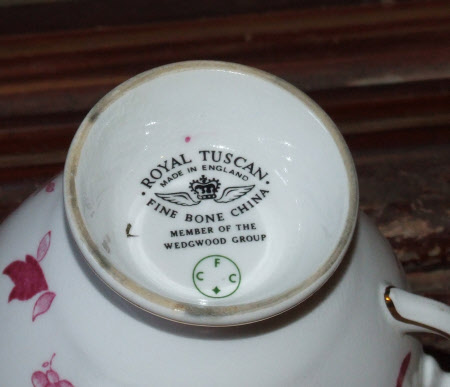 ROYAL TUSCAN
MADE IN ENGLAND
FINE BONE CHINA
MEMBER OF THE
WEDGWOOD GROUP
F
C C